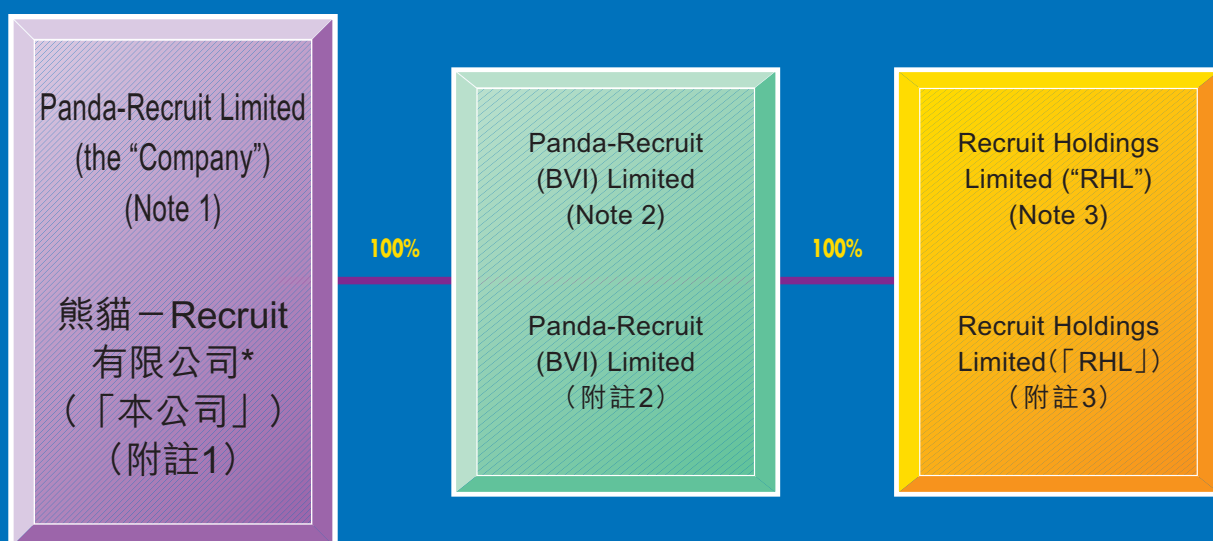 Panda-Recruit Limited
(the “Company”)
(Note 1)
熊貓－Recruit
有限公司*
（「本公司」）
（附註1）
100%
Panda-Recruit
(BVI) Limited
(Note 2)
Panda-Recruit
(BVI) Limited
（附註2）
100%
Recruit Holdings
Limited (“RHL”)
(Note 3)
Recruit Holdings
Limited（「RHL」）
（附註3）